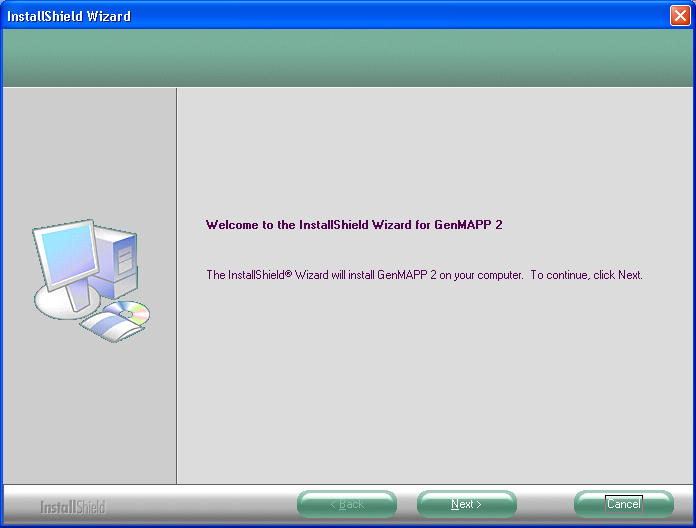 InstallShield Wizard
Welcome to the InstallShield Wizard for GenMAPP 2
The InstallShield® Wizard will install GenMAPP 2 on your computer. To continue, click Next.
InstallShield
< Back
Next >
Cancel